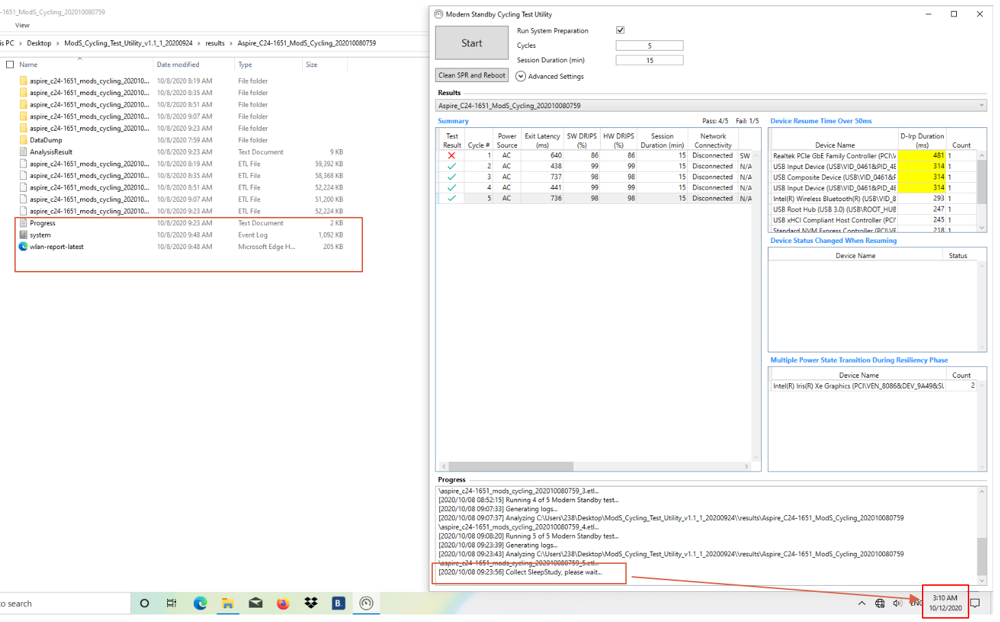 -1651_ModS_Cycling_202010080759
View
is PC > Desktop > ModS_Cycling_Test_Utility_v1.1_1_20200924 > results > Aspire_C24-1651_ModS_Cycling_202010080759
Name Date modified Type Size
aspire_c24-1651_mods_cycling_202010... 10/8/2020 8:19 AM File folder
aspire_c24-1651_mods_cycling_202010... 10/8/2020 8:35 AM File folder
aspire_c24-1651_mods_cycling_202010... 10/8/2020 8:51 AM File folder
aspire_c24-1651_mods_cycling_202010... 10/8/2020 9:07 AM File folder
aspire_c24-1651_mods_cycling_202010... 10/8/2020 9:23 AM File folder
DataDump 10/8/2020 7:59 AM File folder
AnalysisResult 10/8/2020 9:23 AM Text Document 9 KB
aspire_c24-1651_mods_cycling_202010... 10/8/2020 8:19 AM ETL File 59,392 KB
aspire_c24-1651_mods_cycling_202010... 10/8/2020 8:35 AM ETL File 58,368 KB
aspire_c24-1651_mods_cycling_202010... 10/8/2020 8:51 AM ETL File 52,224 KB
aspire_c24-1651_mods_cycling_202010... 10/8/2020 9:07 AM ETL File 51,200 KB
aspire_c24-1651_mods_cycling_202010... 10/8/2020 9:23 AM ETL File 52,224 KB
Progress 10/8/2020 9:23 AM Text Document 2 KB
system 10/8/2020 9:48 AM Event Log 1,092 KB
wlan-report-latest 10/8/2020 9:48 AM Microsoft Edge H... 205 KB
Modern Standby Cycling Test Utility
Start
Run System Preparation
Cycles 5
Session Duration (min) 15
Clean SPR and Reboot Advanced Settings
Results
Aspire_C24-1651_ModS_Cycling_202010080759
Summary Pass: 4/5 Fail: 1/5
Test Result Cycle # Power Source Exit Latency (ms) SW DRIPS (%) HW DRIPS (%) Session Duration (min) Network Connectivity
1 AC 640 86 86 15 Disconnected SW
2 AC 438 99 99 15 Disconnected N/A
3 AC 737 98 98 15 Disconnected N/A
4 AC 441 99 99 15 Disconnected N/A
5 AC 736 98 98 15 Disconnected N/A
Device Resume Time Over 50ms
Device Name D-Irp Duration (ms) Count
Realtek PCIe GbE Family Controller (PCI\V 481 1
USB Input Device (USB\VID_0461&PID_4E 314 1
USB Composite Device (USB\VID_0461&F 314 1
USB Input Device (USB\VID_0461&PID_4E 314 1
Intel(R) Wireless Bluetooth(R) (USB\VID_8 293 1
USB Root Hub (USB 3.0) (USB\ROOT_HUB 247 1
USB xHCI Compliant Host Controller (PCI\ 245 1
Standard NVM Express Controller (PCI\VE 218 1
Device Status Changed When Resuming
Device Name Status
Multiple Power State Transition During Resiliency Phase
Device Name Count
Intel(R) Iris(R) Xe Graphics (PCI\VEN_8086&DEV_9A49&SU 2
Progress
\aspire_c24-1651_mods_cycling_202010080759_3.etl...
[2020/10/08 08:52:15] Running 4 of 5 Modern Standby test...
[2020/10/08 09:07:33] Generating logs...
[2020/10/08 09:07:37] Analyzing C:\Users\238\Desktop\ModS_Cycling_Test_Utility_v1.1_1_20200924\\results\Aspire_C24-1651_ModS_Cycling_202010080759
\aspire_c24-1651_mods_cycling_202010080759_4.etl...
[2020/10/08 09:08:20] Running 5 of 5 Modern Standby test...
[2020/10/08 09:23:39] Generating logs...
[2020/10/08 09:23:43] Analyzing C:\Users\238\Desktop\ModS_Cycling_Test_Utility_v1.1_1_20200924\\results\Aspire_C24-1651_ModS_Cycling_202010080759
\aspire_c24-1651_mods_cycling_202010080759_5.etl...
[2020/10/08 09:23:56] Collect SleepStudy, please wait...
to search
B.
ENG
3:10 AM
10/12/2020